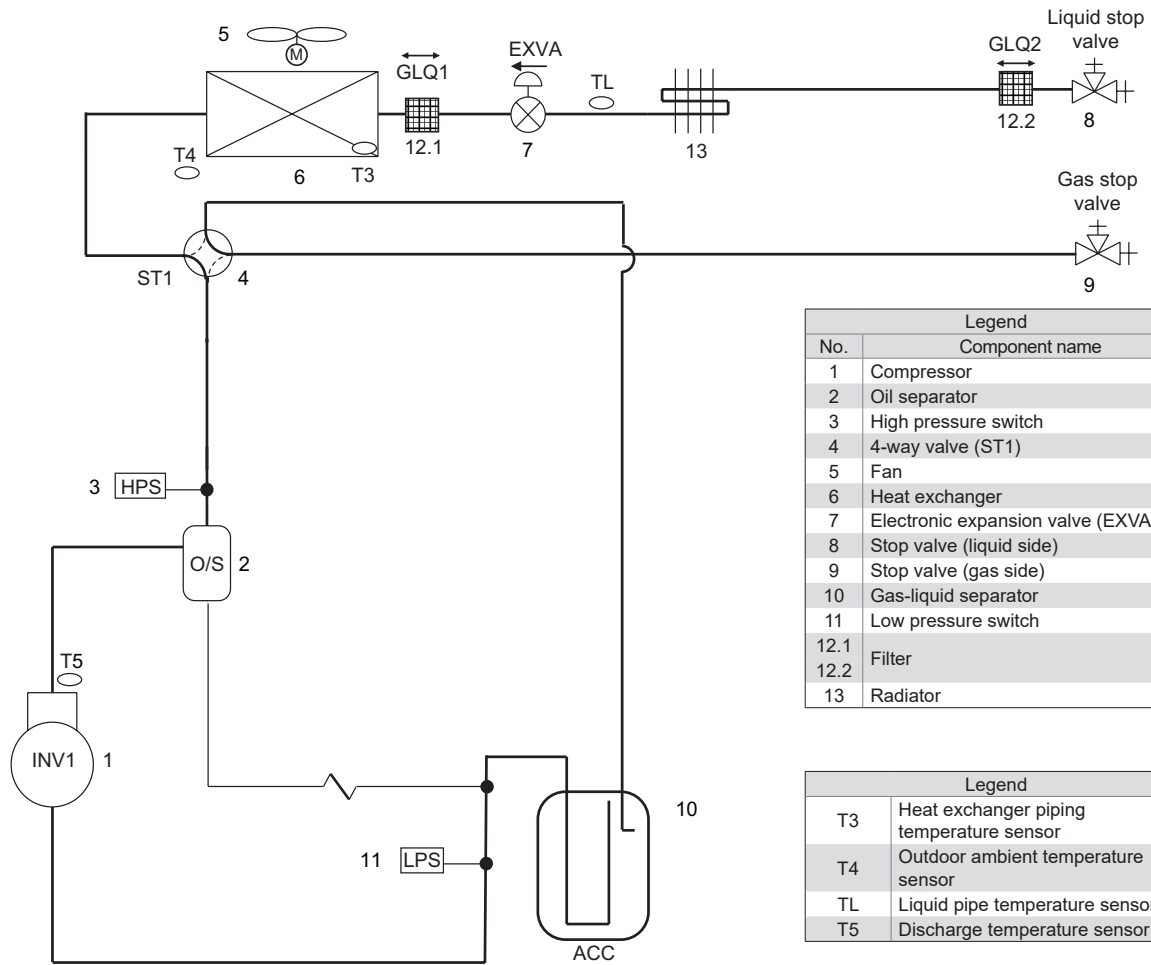 Liquid stop
valve
5
M
EXVA
GLQ1
GLQ2
TL
12.1
7
13
12.2
8
T4
6
T3
Gas stop
valve
ST1
4
9
3 HPS
O/S 2
T5
INV1 1
10
11 LPS
ACC
Legend
No. Component name
1 Compressor
2 Oil separator
3 High pressure switch
4 4-way valve (ST1)
5 Fan
6 Heat exchanger
7 Electronic expansion valve (EXVA
8 Stop valve (liquid side)
9 Stop valve (gas side)
10 Gas-liquid separator
11 Low pressure switch
12.1
12.2 Filter
13 Radiator
Legend
T3 Heat exchanger piping
temperature sensor
T4 Outdoor ambient temperature
sensor
TL Liquid pipe temperature sensor
T5 Discharge temperature sensor